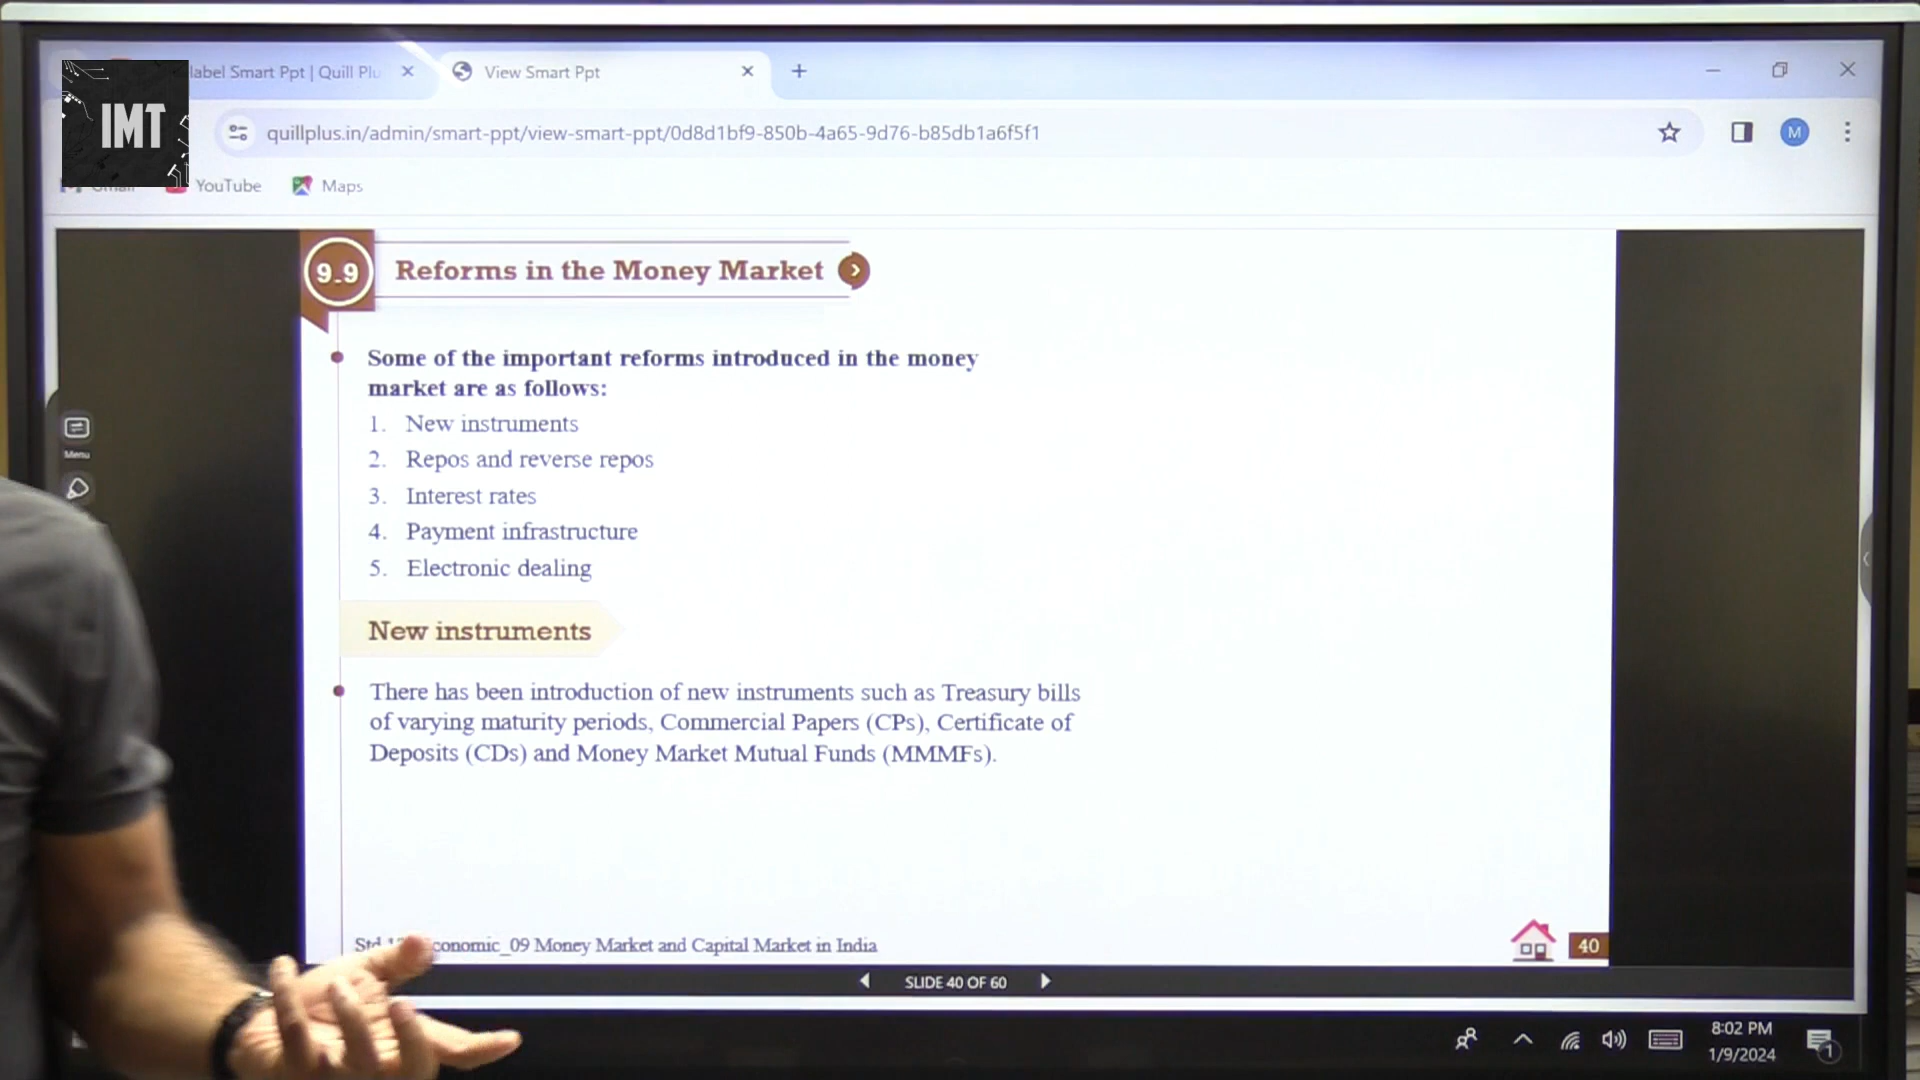 label Smart Ppt | Quill Plu
View Smart Ppt
IMT
quillplus.in/admin/smart-ppt/view-smart-ppt/0d8d1bf9-850b-4a65-9d76-b85db1a6f5f1
M
Gmail
YouTube
Maps
9.9
Reforms in the Money Market
Some of the important reforms introduced in the money
market are as follows:
1. New instruments
2. Repos and reverse repos
3. Interest rates
4. Payment infrastructure
5. Electronic dealing
Menu
New instruments
There has been introduction of new instruments such as Treasury bills
of varying maturity periods, Commercial Papers (CPs), Certificate of
Deposits (CDs) and Money Market Mutual Funds (MMMFs).
Std conomic_09 Money Market and Capital Market in India
40
SLIDE 40 OF 60
8:02 PM
1/9/2024
1